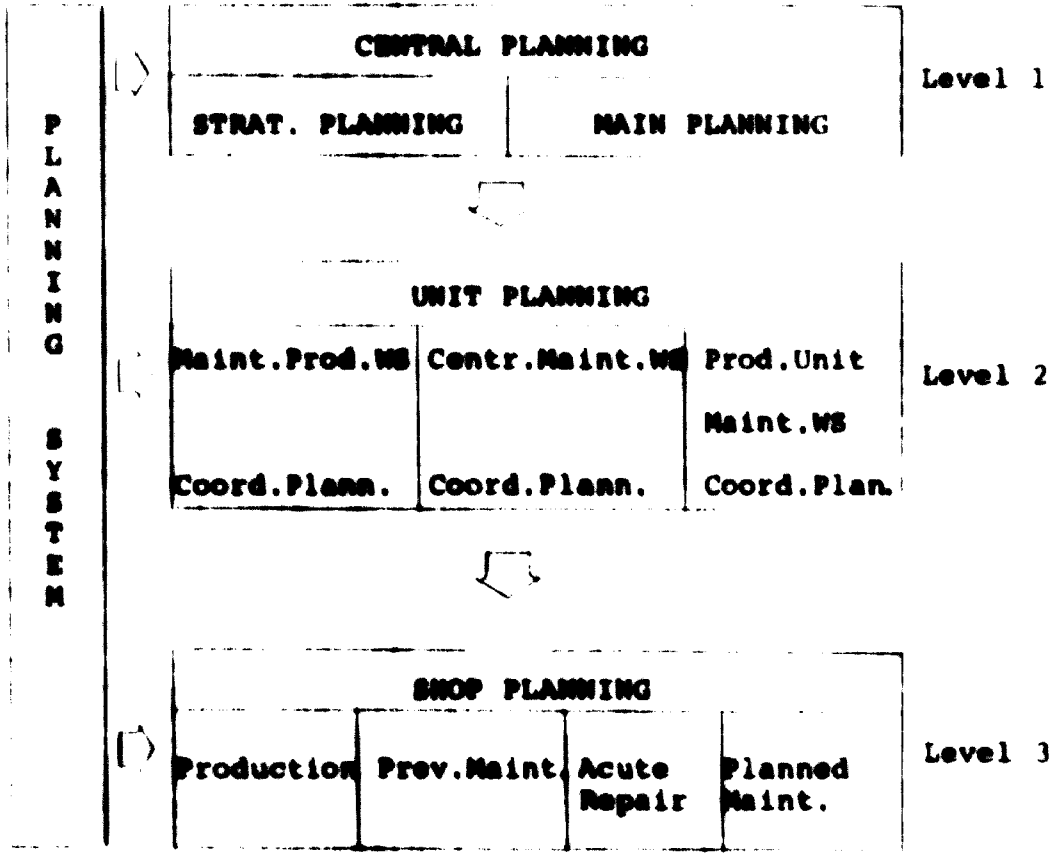 PLANNING SYSTEM
CENTRAL PLANNING
Level 1
STRAT. PLANNING MAIN PLANNING
UNIT PLANNING
Maint.Prod.WS Centr.Maint.WS Prod.Unit
Level 2
Maint.WS
Coord.Plann. Coord.Plann. Coord.Plan.
SHOP PLANNING
Level 3
Production Prev.Maint. Acute Planned
Repair Maint.